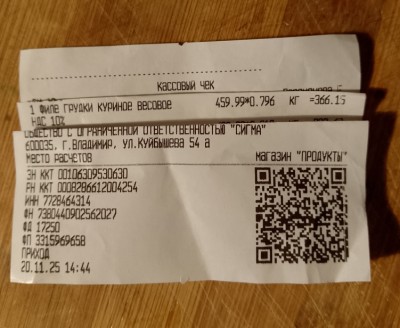 КАССОВЫЙ ЧЕК
1 ФИЛЕ ГРУДКИ КУРИНОЕ ВЕСОВОЕ 459.99*0.796 КГ =366.15
НДС 10%
ОБЩЕСТВО С ОГРАНИЧЕННОЙ ОТВЕТСТВЕННОСТЬЮ "СИГМА"
600035, г.Владимир, ул.Куйбышева 54 а
Место расчетов магазин "ПРОДУКТЫ"
ЗН ККТ 00106309530630
РН ККТ 0008286612004254
ИНН 7728464314
ФН 7380440902562027
ФД 17250
ФП 3315969658
ПРИХОД
20.11.25 14:44